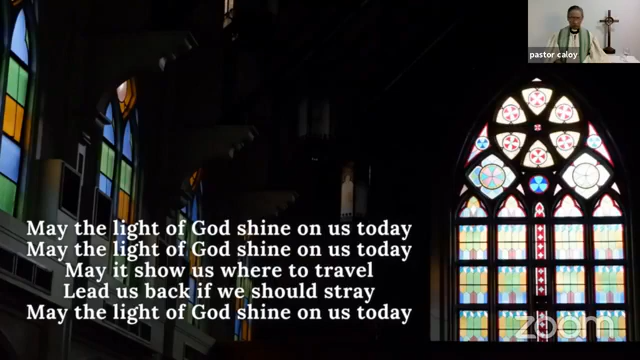 pastor caloy
May the light of God shine on us today
May the light of God shine on us today
May it show us where to travel
Lead us back if we should stray
May the light of God shine on us today
zoom